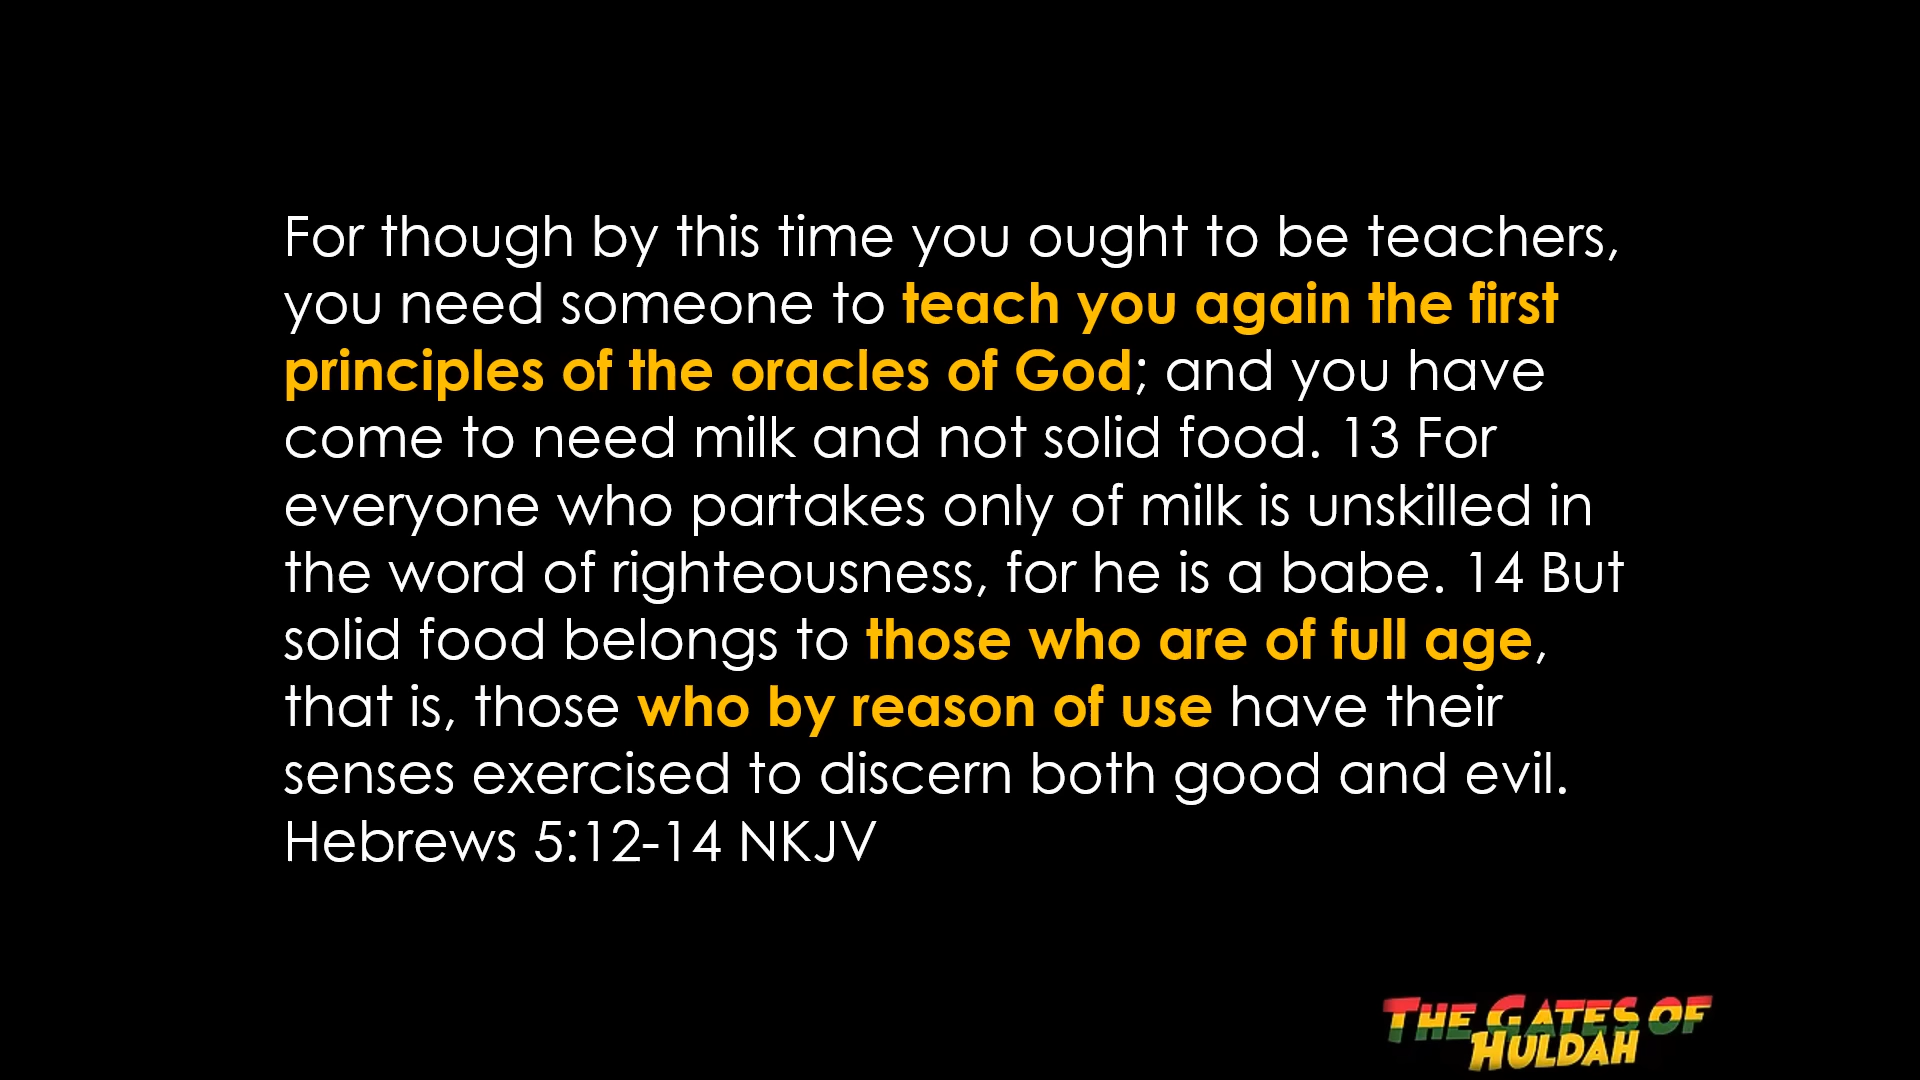 For though by this time you ought to be teachers,
you need someone to teach you again the first
principles of the oracles of God; and you have
come to need milk and not solid food. 13 For
everyone who partakes only of milk is unskilled in
the word of righteousness, for he is a babe. 14 But
solid food belongs to those who are of full age,
that is, those who by reason of use have their
senses exercised to discern both good and evil.
Hebrews 5:12-14 NKJV
THE GATES OF
HULDAH